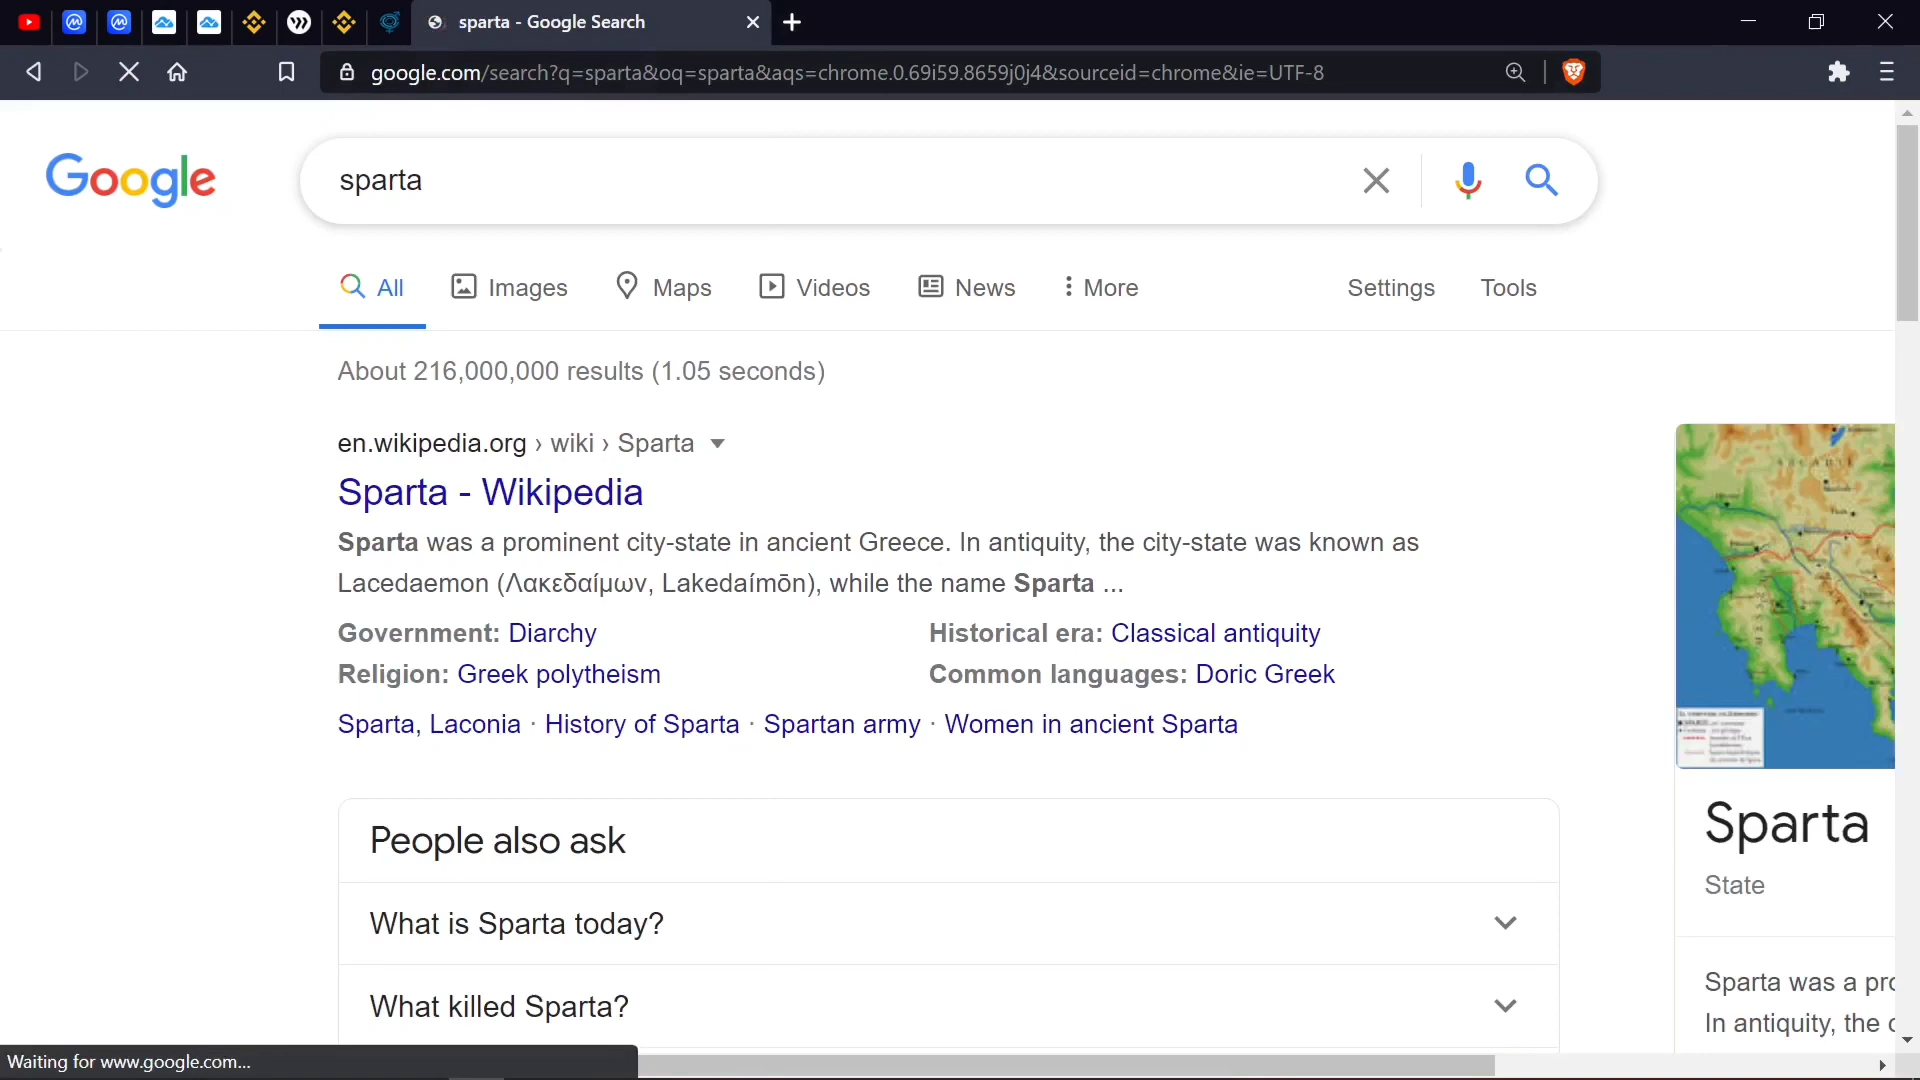 sparta - Google Search
google.com/search?q=sparta&oq=sparta&aqs=chrome.0.69i59.8659j0j4&sourceid=chrome&ie=UTF-8
Google
sparta
All Images Maps Videos News More Settings Tools
About 216,000,000 results (1.05 seconds)
en.wikipedia.org › wiki › Sparta
Sparta - Wikipedia
Sparta was a prominent city-state in ancient Greece. In antiquity, the city-state was known as
Lacedaemon (Λακεδαίμων, Lakedaímōn), while the name Sparta ...
Government: Diarchy Historical era: Classical antiquity
Religion: Greek polytheism Common languages: Doric Greek
Sparta, Laconia · History of Sparta · Spartan army · Women in ancient Sparta
People also ask
What is Sparta today?
What killed Sparta?
Sparta
State
Sparta was a pro
In antiquity, the c
Waiting for www.google.com...